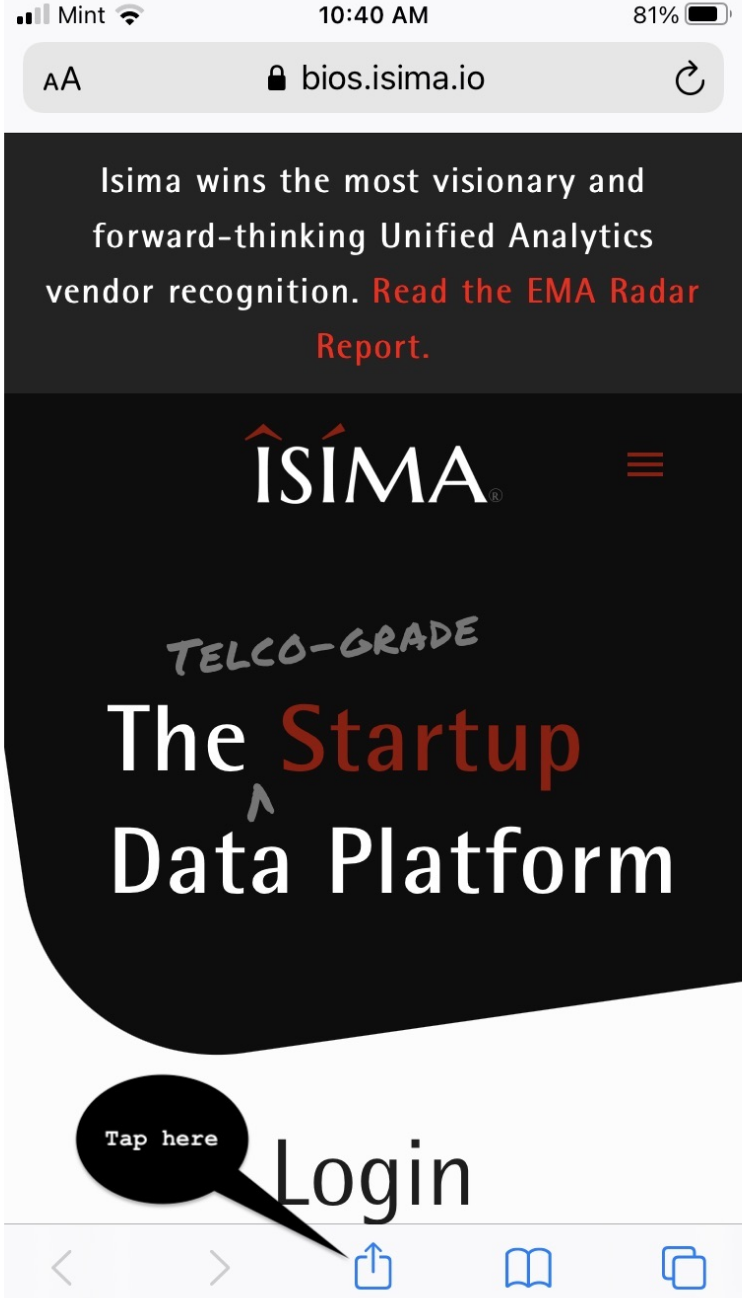 Mint 10:40 AM 81%
AA bios.isima.io
Isima wins the most visionary and
forward-thinking Unified Analytics
vendor recognition. Read the EMA Radar
Report.
ÎSÍMA®
TELCO-GRADE
The Startup
^
Data Platform
Tap here
Login